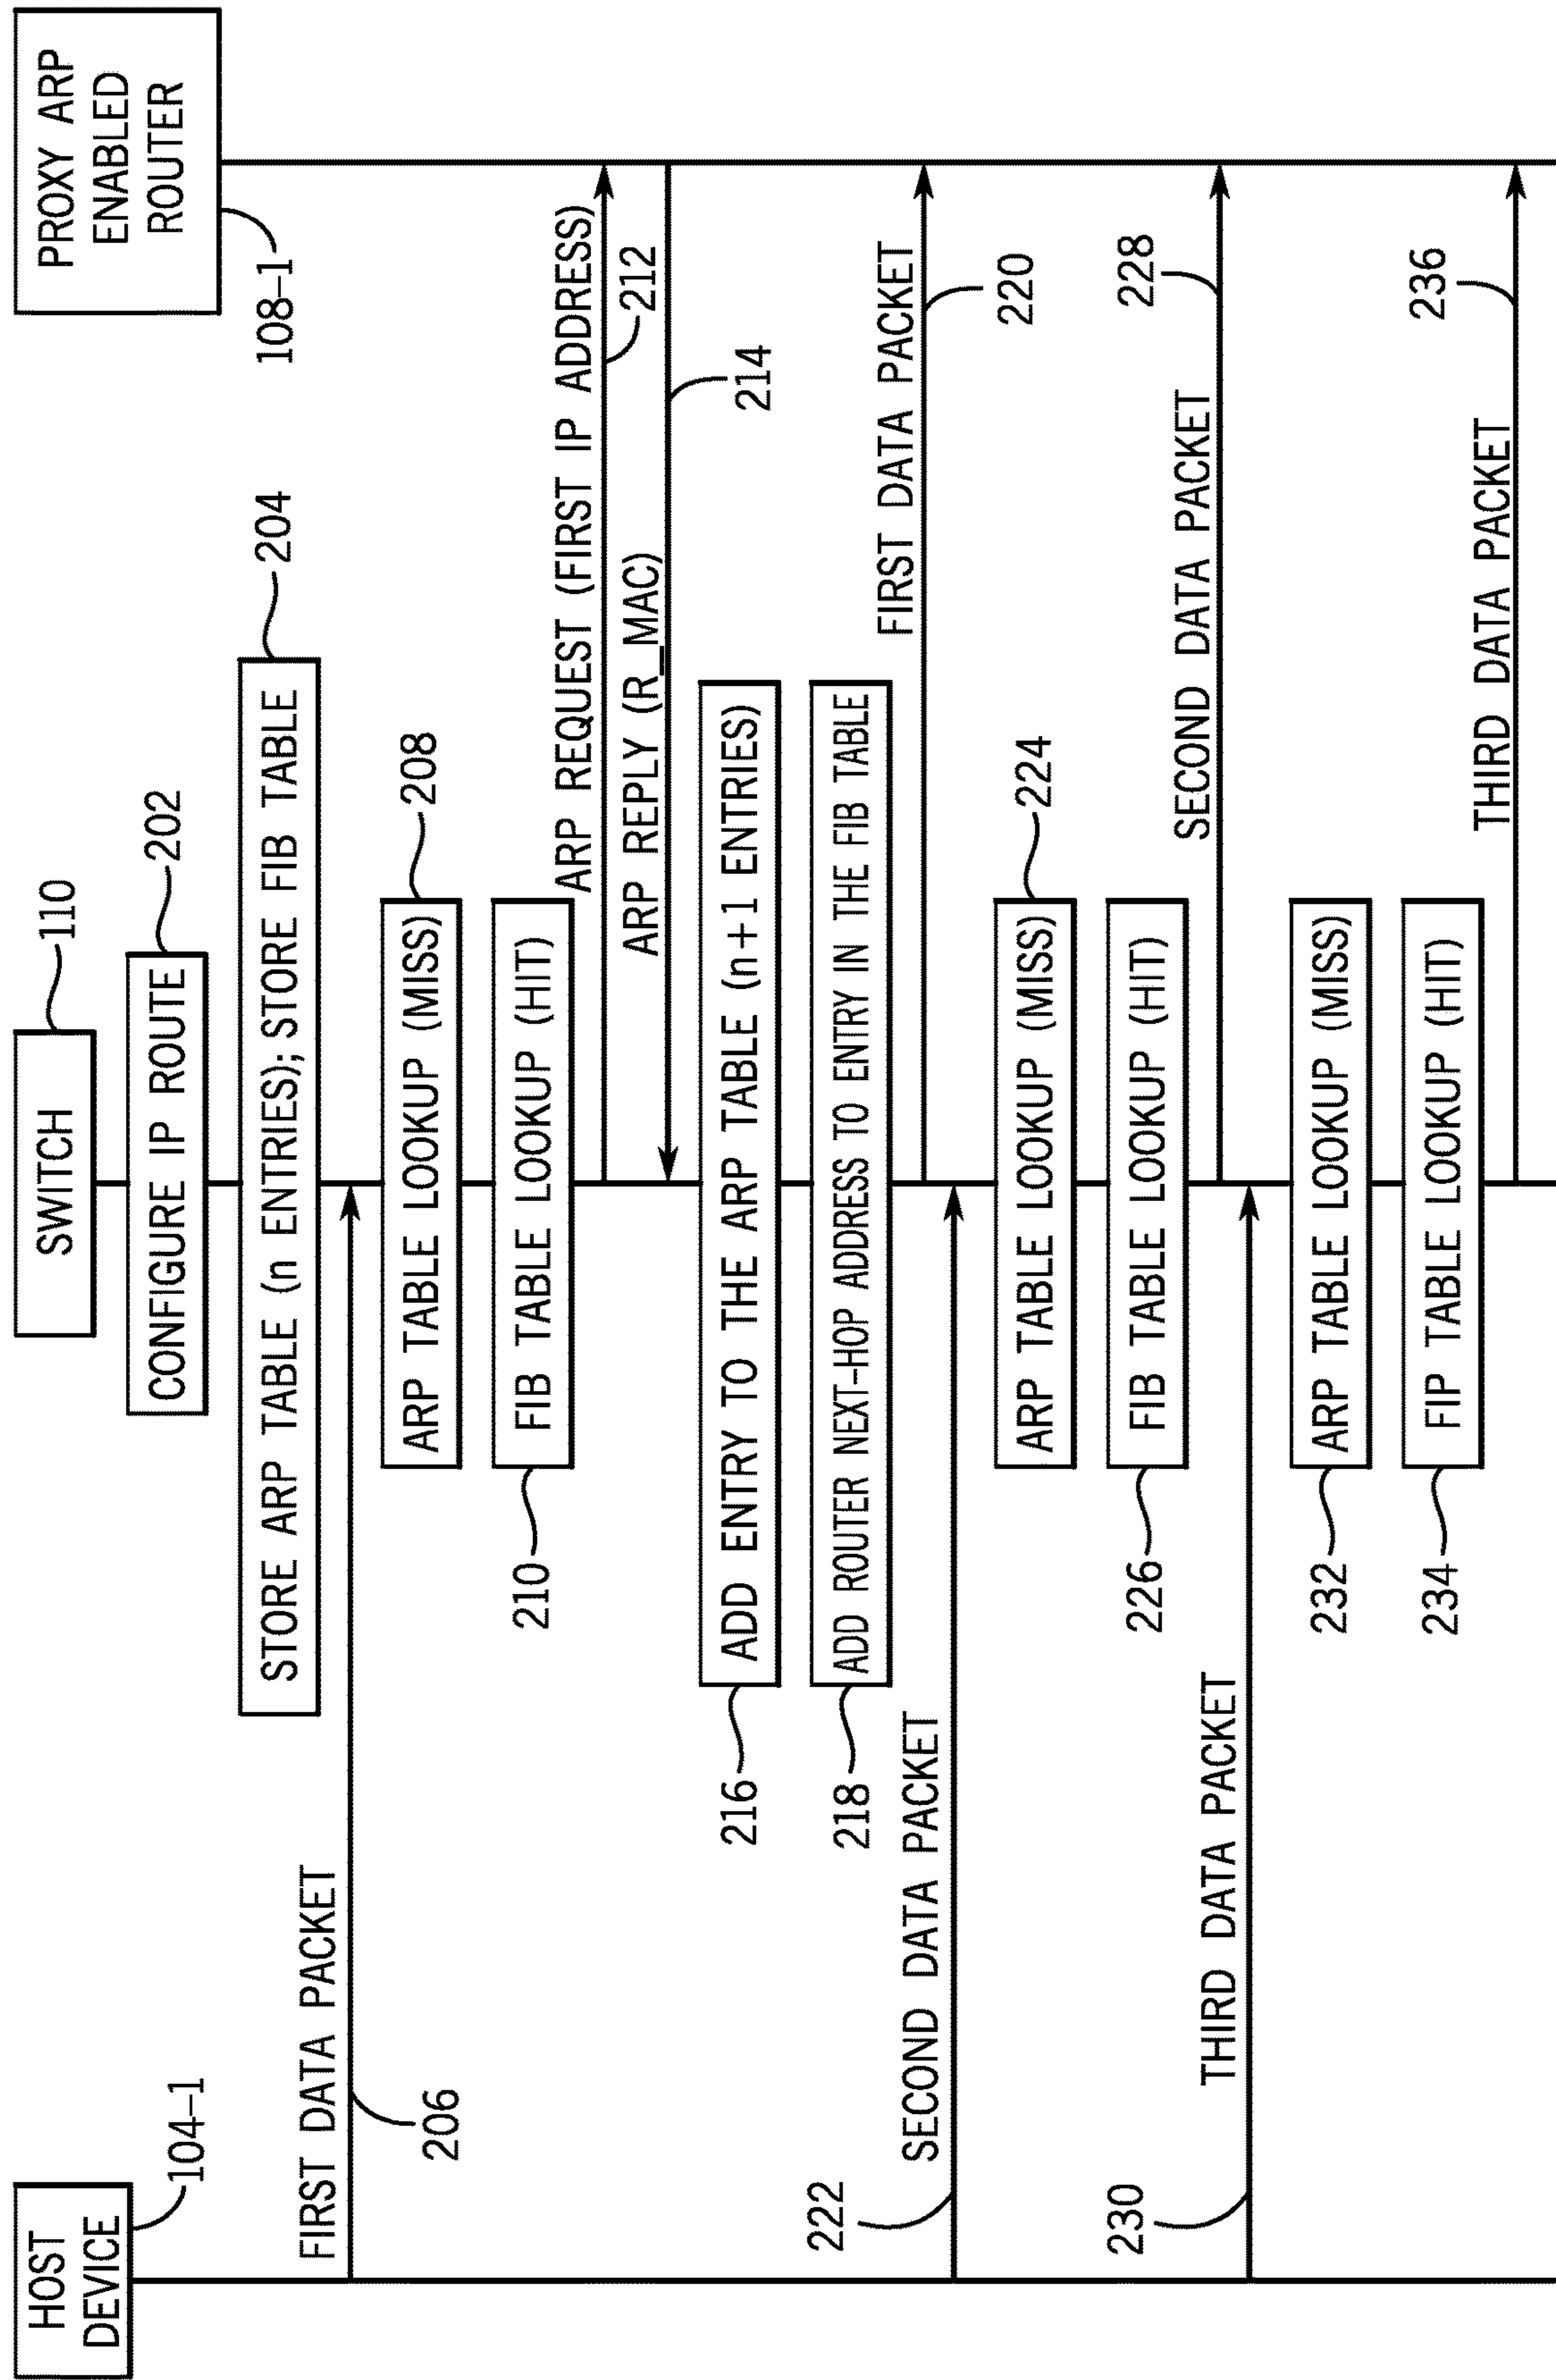 HOST
DEVICE
104-1
SWITCH
110
PROXY ARP
ENABLED
ROUTER
108-1
CONFIGURE IP ROUTE
202
STORE ARP TABLE (n ENTRIES); STORE FIB TABLE
204
FIRST DATA PACKET
206
ARP TABLE LOOKUP (MISS)
208
FIB TABLE LOOKUP (HIT)
210
ARP REQUEST (FIRST IP ADDRESS)
212
ARP REPLY (R_MAC)
214
ADD ENTRY TO THE ARP TABLE (n+1 ENTRIES)
216
ADD ROUTER NEXT-HOP ADDRESS TO ENTRY IN THE FIB TABLE
218
FIRST DATA PACKET
220
SECOND DATA PACKET
222
ARP TABLE LOOKUP (MISS)
224
FIB TABLE LOOKUP (HIT)
226
SECOND DATA PACKET
228
THIRD DATA PACKET
230
ARP TABLE LOOKUP (MISS)
232
FIP TABLE LOOKUP (HIT)
234
THIRD DATA PACKET
236